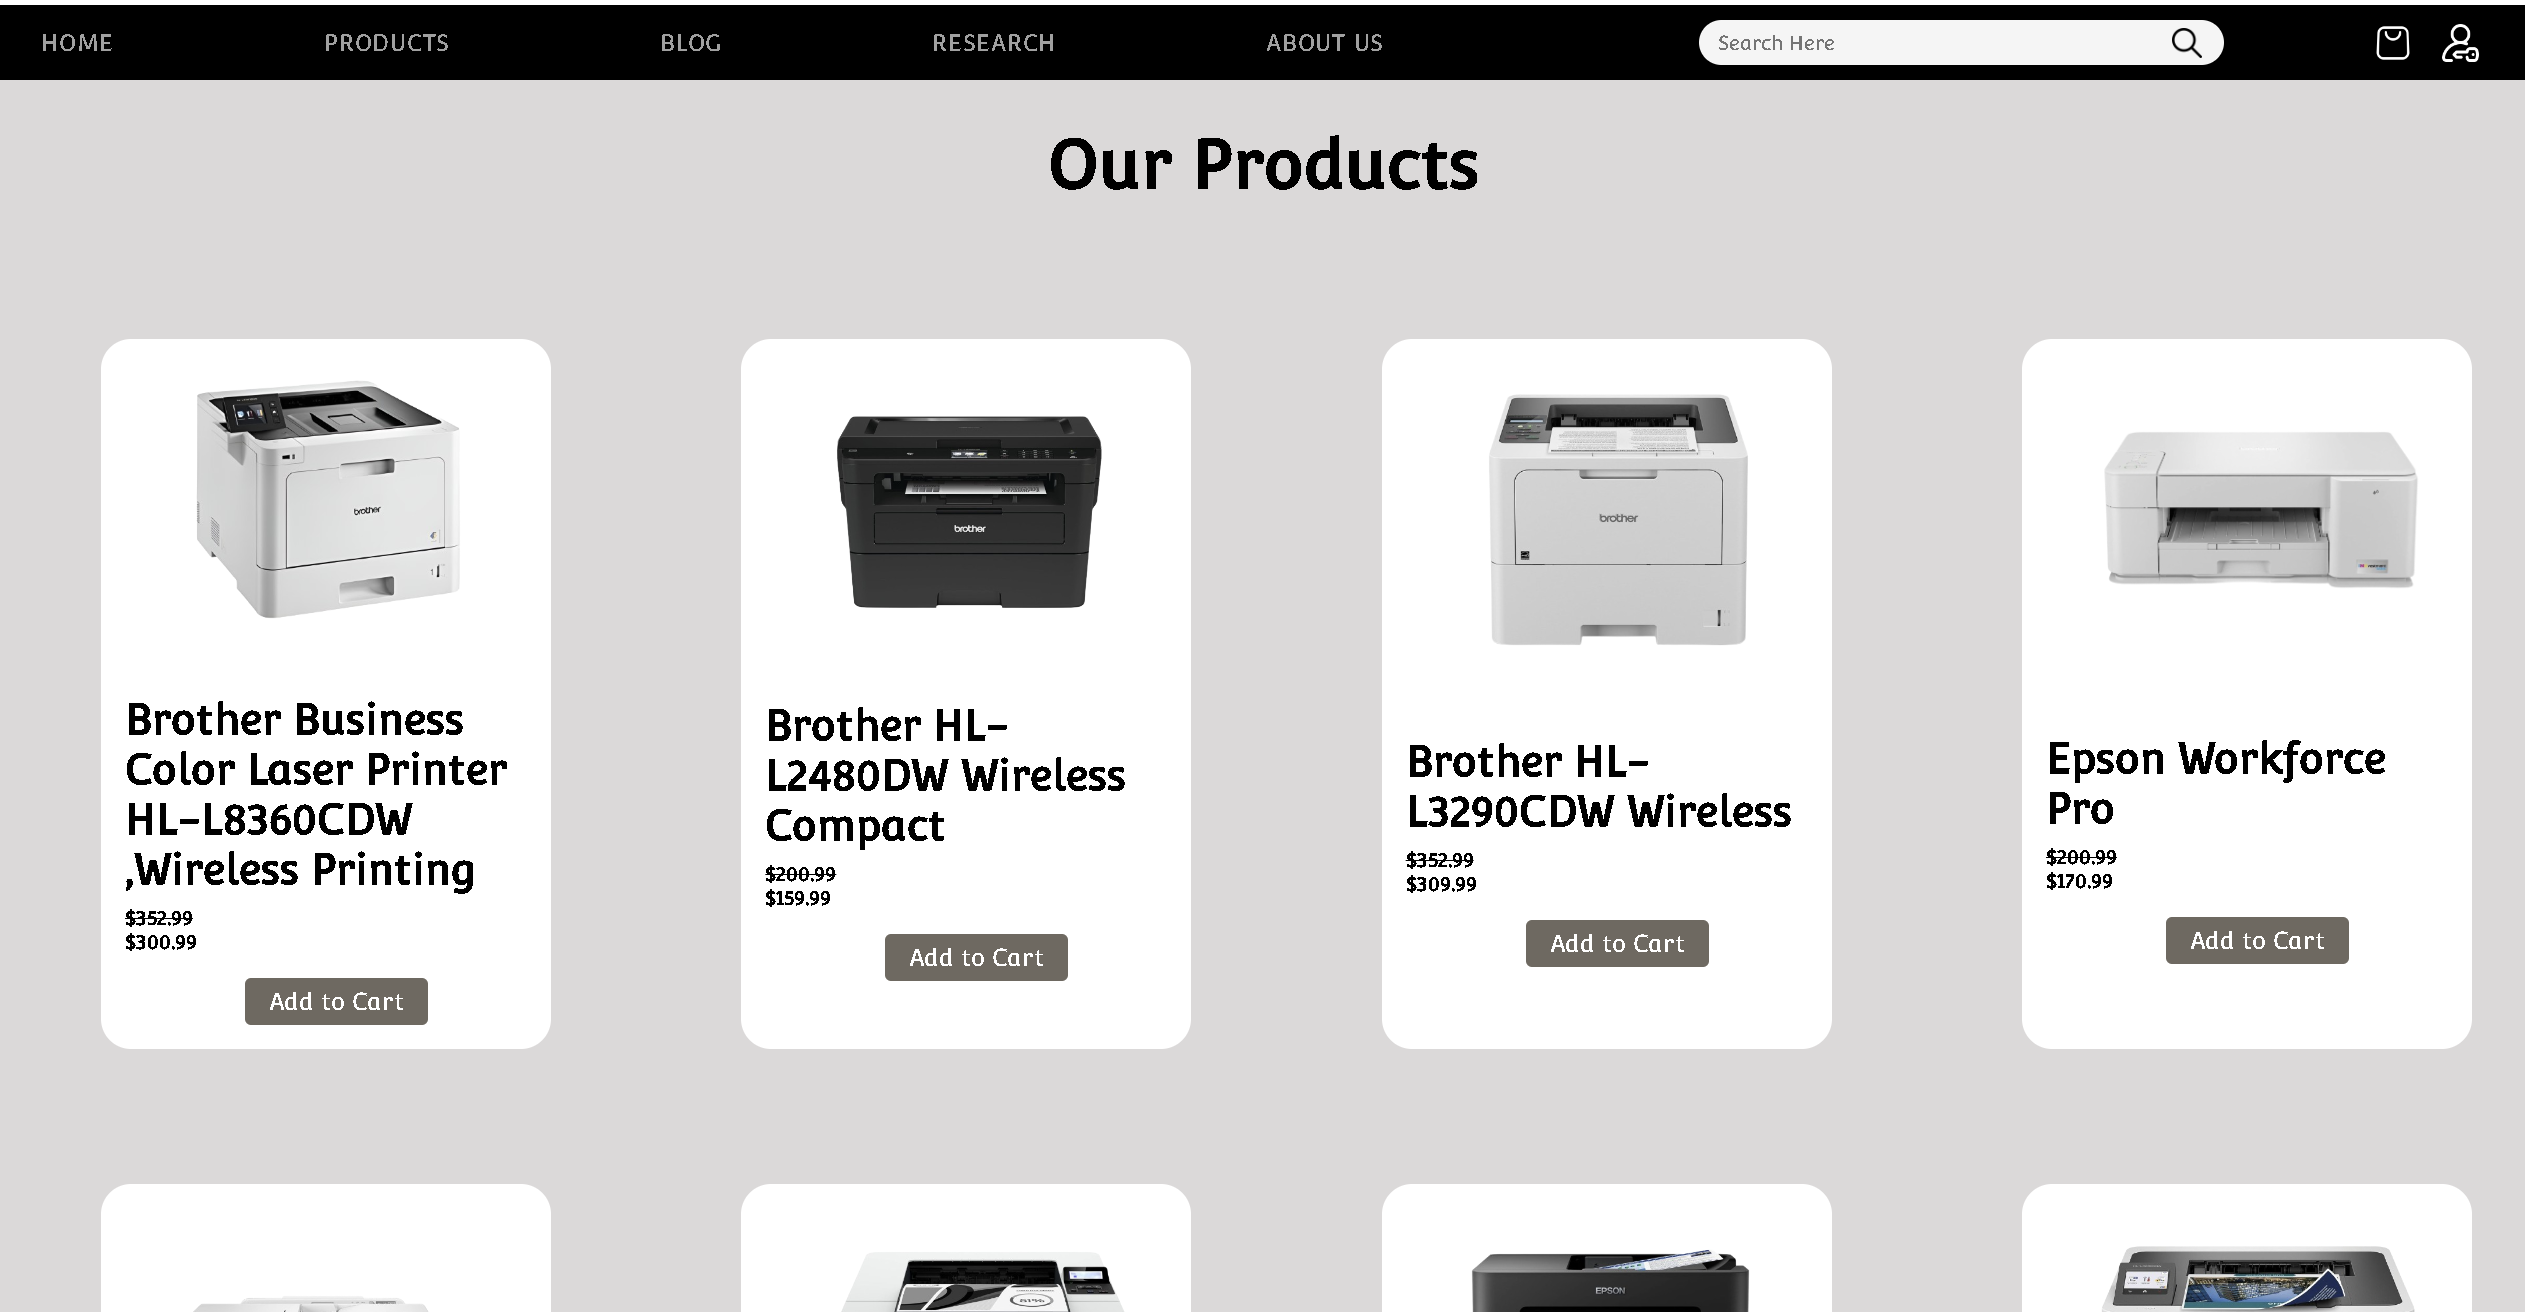 HOME PRODUCTS BLOG RESEARCH ABOUT US Search Here
Our Products
brother
Brother Business
Color Laser Printer
HL-L8360CDW
,Wireless Printing
$352.99
$300.99
Add to Cart
brother
Brother HL-
L2480DW Wireless
Compact
$200.99
$159.99
Add to Cart
brother
Brother HL-
L3290CDW Wireless
$352.99
$309.99
Add to Cart
Epson Workforce
Pro
$200.99
$170.99
Add to Cart
EPSON